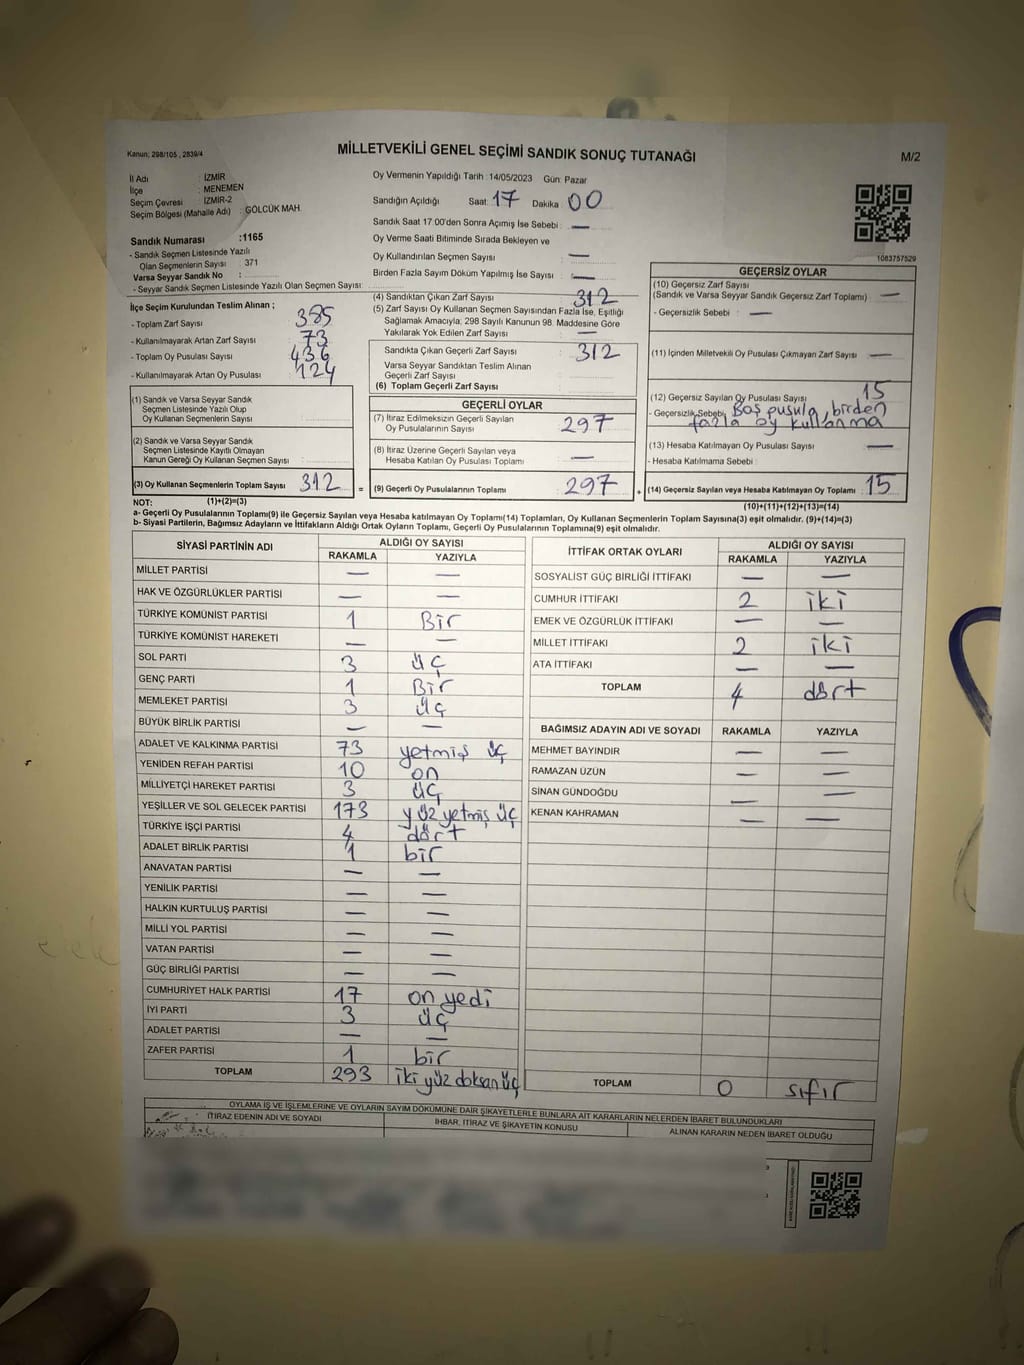 Kanun; 298/105 , 2839/4
MİLLETVEKİLİ GENEL SEÇİMİ SANDIK SONUÇ TUTANAĞI
M/2
İl Adı : İZMİR
İlçe : MENEMEN
Seçim Çevresi : İZMİR-2
Seçim Bölgesi (Mahalle Adı) : GÖLCÜK MAH.
Oy Vermenin Yapıldığı Tarih : 14/05/2023 Gün: Pazar
Sandığın Açıldığı Saat: 17 Dakika 00
Sandık Saat 17.00'den Sonra Açımış İse Sebebi : —
Oy Verme Saati Bitiminde Sırada Bekleyen ve
Oy Kullandırılan Seçmen Sayısı : —
Birden Fazla Sayım Döküm Yapılmış İse Sayısı : —
1083757529
Sandık Numarası :1165
- Sandık Seçmen Listesinde Yazılı
Olan Seçmenlerin Sayısı : 371
Varsa Seyyar Sandık No :
- Seyyar Sandık Seçmen Listesinde Yazılı Olan Seçmen Sayısı:
İlçe Seçim Kurulundan Teslim Alınan ;
- Toplam Zarf Sayısı 385
- Kullanılmayarak Artan Zarf Sayısı 73
- Toplam Oy Pusulası Sayısı 436
- Kullanılmayarak Artan Oy Pusulası 124
(4) Sandıktan Çıkan Zarf Sayısı 312
(5) Zarf Sayısı Oy Kullanan Seçmen Sayısından Fazla İse, Eşitliği
Sağlamak Amacıyla; 298 Sayılı Kanunun 98. Maddesine Göre
Yakılarak Yok Edilen Zarf Sayısı : —
Sandıkta Çıkan Geçerli Zarf Sayısı : 312
Varsa Seyyar Sandıktan Teslim Alınan
Geçerli Zarf Sayısı :
(6) Toplam Geçerli Zarf Sayısı :
GEÇERSİZ OYLAR
(10) Geçersiz Zarf Sayısı
(Sandık ve Varsa Seyyar Sandık Geçersiz Zarf Toplamı) : —
- Geçersizlik Sebebi : —
(11) İçinden Milletvekili Oy Pusulası Çıkmayan Zarf Sayısı : —
(12) Geçersiz Sayılan Oy Pusulası Sayısı : 15
- Geçersizlik Sebebi : Boş pusula, birden
fazla oy kullanma
(13) Hesaba Katılmayan Oy Pusulası Sayısı : —
- Hesaba Katılmama Sebebi :
(14) Geçersiz Sayılan veya Hesaba Katılmayan Oy Toplamı : 15
(10)+(11)+(12)+(13)=(14)
(1) Sandık ve Varsa Seyyar Sandık
Seçmen Listesinde Yazılı Olup
Oy Kullanan Seçmenlerin Sayısı :
(2) Sandık ve Varsa Seyyar Sandık
Seçmen Listesinde Kayıtlı Olmayan
Kanun Gereği Oy Kullanan Seçmen Sayısı :
(3) Oy Kullanan Seçmenlerin Toplam Sayısı : 312 =
(1)+(2)=(3)
GEÇERLİ OYLAR
(7) İtiraz Edilmeksizin Geçerli Sayılan
Oy Pusulalarının Sayısı : 297
(8) İtiraz Üzerine Geçerli Sayılan veya
Hesaba Katılan Oy Pusulası Toplamı : —
(9) Geçerli Oy Pusulalarının Toplamı : 297 +
NOT:
a- Geçerli Oy Pusulalarının Toplamı(9) ile Geçersiz Sayılan veya Hesaba katılmayan Oy Toplamı(14) Toplamları, Oy Kullanan Seçmenlerin Toplam Sayısına(3) eşit olmalıdır. (9)+(14)=(3)
b- Siyasi Partilerin, Bağımsız Adayların ve İttifakların Aldığı Ortak Oyların Toplamı, Geçerli Oy Pusulalarının Toplamına(9) eşit olmalıdır.
SİYASİ PARTİNİN ADI ALDIĞI OY SAYISI
RAKAMLA YAZIYLA
MİLLET PARTİSİ — —
HAK VE ÖZGÜRLÜKLER PARTİSİ — —
TÜRKİYE KOMÜNİST PARTİSİ 1 Bir
TÜRKİYE KOMÜNİST HAREKETİ — —
SOL PARTİ 3 üç
GENÇ PARTİ 1 Bir
MEMLEKET PARTİSİ 3 üç
BÜYÜK BİRLİK PARTİSİ — —
ADALET VE KALKINMA PARTİSİ 73 yetmiş üç
YENİDEN REFAH PARTİSİ 10 on
MİLLİYETÇİ HAREKET PARTİSİ 3 üç
YEŞİLLER VE SOL GELECEK PARTİSİ 173 yüz yetmiş üç
TÜRKİYE İŞÇİ PARTİSİ 4 dört
ADALET BİRLİK PARTİSİ 1 bir
ANAVATAN PARTİSİ — —
YENİLİK PARTİSİ — —
HALKIN KURTULUŞ PARTİSİ — —
MİLLİ YOL PARTİSİ — —
VATAN PARTİSİ — —
GÜÇ BİRLİĞİ PARTİSİ — —
CUMHURİYET HALK PARTİSİ 17 on yedi
İYİ PARTİ 3 üç
ADALET PARTİSİ — —
ZAFER PARTİSİ 1 bir
TOPLAM 293 iki yüz doksan üç
İTTİFAK ORTAK OYLARI ALDIĞI OY SAYISI
RAKAMLA YAZIYLA
SOSYALİST GÜÇ BİRLİĞİ İTTİFAKI — —
CUMHUR İTTİFAKI 2 iki
EMEK VE ÖZGÜRLÜK İTTİFAKI — —
MİLLET İTTİFAKI 2 iki
ATA İTTİFAKI — —
TOPLAM 4 dört
BAĞIMSIZ ADAYIN ADI VE SOYADI RAKAMLA YAZIYLA
MEHMET BAYINDIR — —
RAMAZAN UZUN — —
SİNAN GÜNDOĞDU — —
KENAN KAHRAMAN — —
TOPLAM 0 sıfır
OYLAMA İŞ VE İŞLEMLERİNE VE OYLARIN SAYIM DÖKÜMÜNE DAİR ŞİKAYETLERLE BUNLARA AİT KARARLARIN NELERDEN İBARET BULUNDUKLARI
İTİRAZ EDENİN ADI VE SOYADI İHBAR, İTİRAZ VE ŞİKAYETİN KONUSU ALINAN KARARIN NEDEN İBARET OLDUĞU